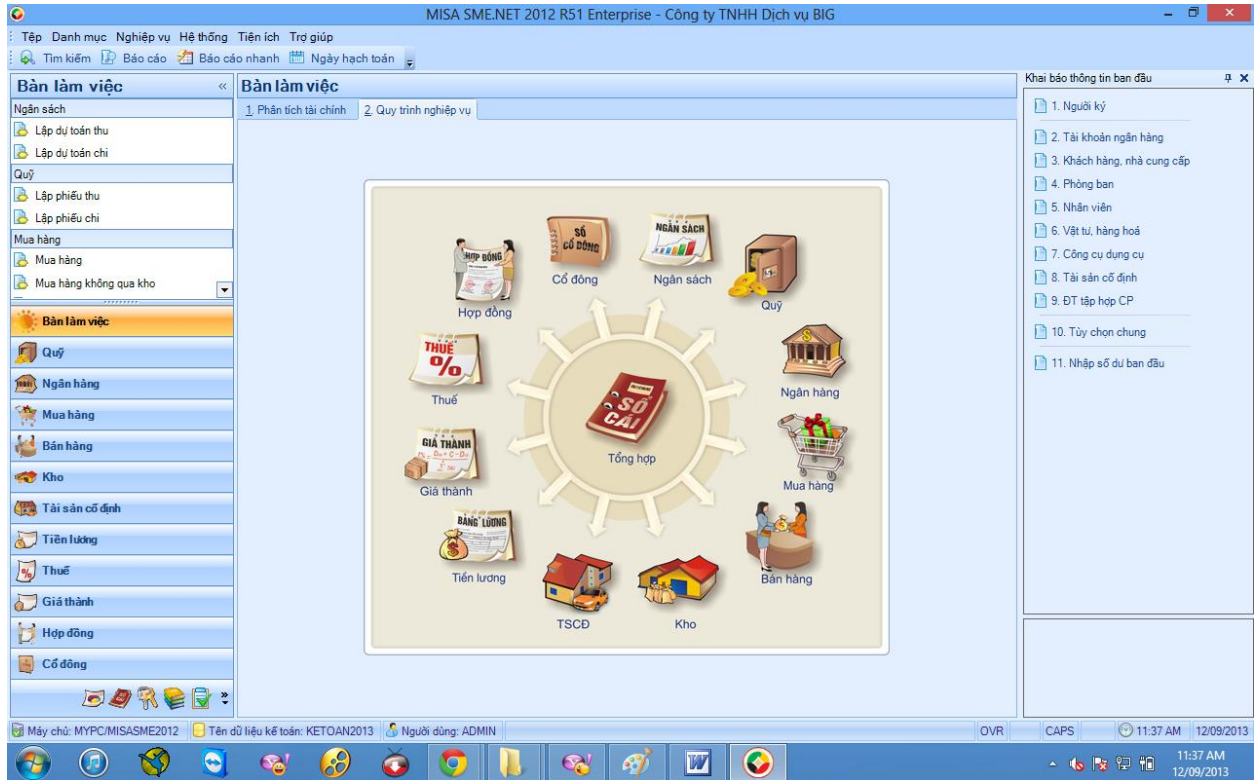 MISA SME.NET 2012 R51 Enterprise - Công ty TNHH Dịch vụ BIG
Tệp Danh mục Nghiệp vụ Hệ thống Tiện ích Trợ giúp
Tìm kiếm Báo cáo Báo cáo nhanh Ngày hạch toán
Bàn làm việc «
Ngân sách
Lập dự toán thu
Lập dự toán chi
Quỹ
Lập phiếu thu
Lập phiếu chi
Mua hàng
Mua hàng
Mua hàng không qua kho
Bàn làm việc
Quỹ
Ngân hàng
Mua hàng
Bán hàng
Kho
Tài sản cố định
Tiền lương
Thuế
Giá thành
Hợp đồng
Cổ đông
Bàn làm việc
1. Phân tích tài chính 2. Quy trình nghiệp vụ
HỢP ĐỒNG
Hợp đồng
SỔ CỔ ĐÔNG
Cổ đông
NGÂN SÁCH
Ngân sách
Quỹ
THUẾ
%
Thuế
Ngân hàng
SỔ
CÁI
Tổng hợp
GIÁ THÀNH
Giá thành
Mua hàng
BẢNG LƯƠNG
Tiền lương
Bán hàng
TSCĐ
Kho
Khai báo thông tin ban đầu
1. Người ký
2. Tài khoản ngân hàng
3. Khách hàng, nhà cung cấp
4. Phòng ban
5. Nhân viên
6. Vật tư, hàng hoá
7. Công cụ dụng cụ
8. Tài sản cố định
9. ĐT tập hợp CP
10. Tùy chọn chung
11. Nhập số dư ban đầu
Máy chủ: MYPC/MISASME2012 Tên dữ liệu kế toán: KETOAN2013 Người dùng: ADMIN OVR CAPS 11:37 AM 12/09/2013
11:37 AM
12/09/2013